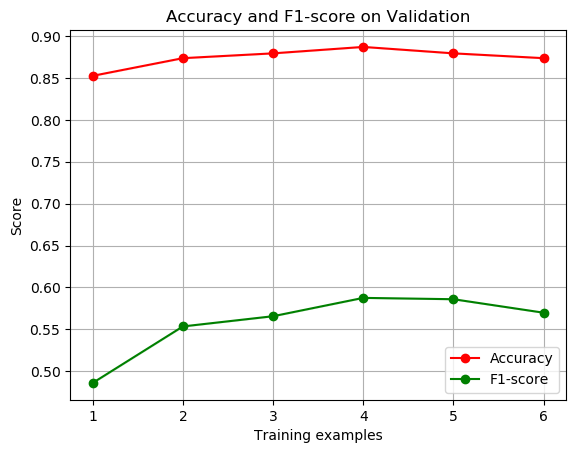 Accuracy and F1-score on Validation
0.90
0.85
0.80
0.75
0.70
0.65
0.60
0.55
0.50
Score
Accuracy
F1-score
1 2 3 4 5 6
Training examples